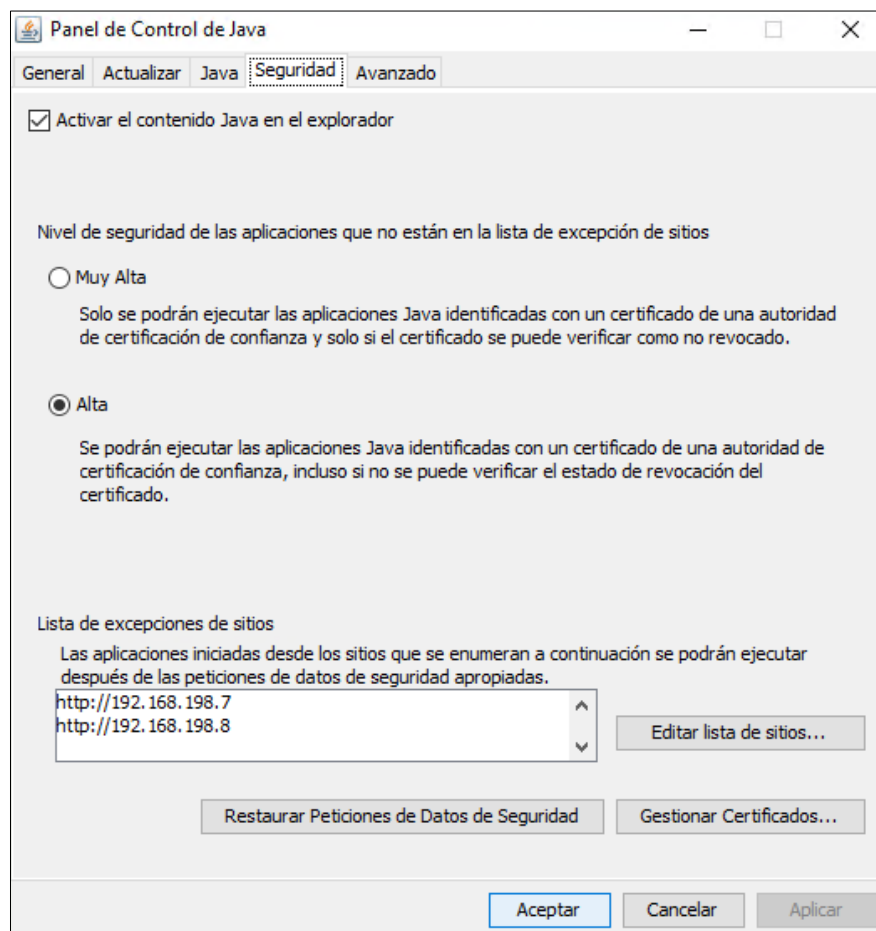 Panel de Control de Java
General Actualizar Java Seguridad Avanzado
Activar el contenido Java en el explorador
Nivel de seguridad de las aplicaciones que no están en la lista de excepción de sitios
Muy Alta
Solo se podrán ejecutar las aplicaciones Java identificadas con un certificado de una autoridad
de certificación de confianza y solo si el certificado se puede verificar como no revocado.
Alta
Se podrán ejecutar las aplicaciones Java identificadas con un certificado de una autoridad de
certificación de confianza, incluso si no se puede verificar el estado de revocación del
certificado.
Lista de excepciones de sitios
Las aplicaciones iniciadas desde los sitios que se enumeran a continuación se podrán ejecutar
después de las peticiones de datos de seguridad apropiadas.
http://192.168.198.7
http://192.168.198.8
Editar lista de sitios...
Restaurar Peticiones de Datos de Seguridad Gestionar Certificados...
Aceptar Cancelar Aplicar